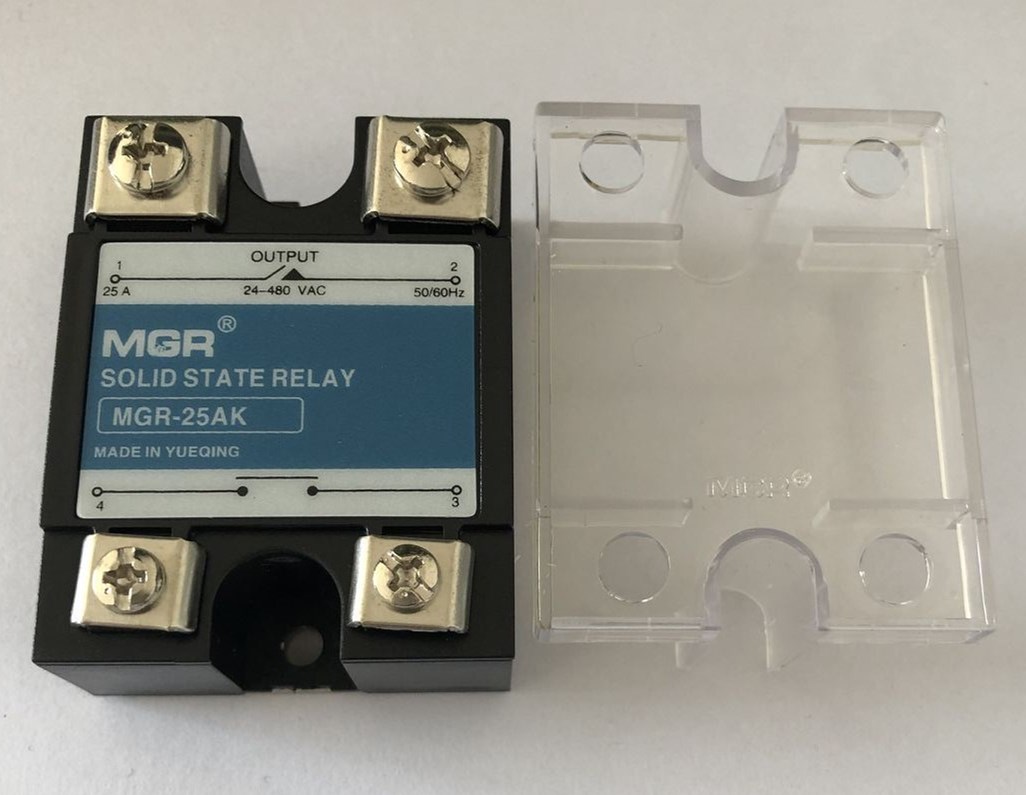 OUTPUT
1 2
25 A 24-480 VAC 50/60Hz
MGR®
SOLID STATE RELAY
MGR-25AK
MADE IN YUEQING
4 3
MGR®